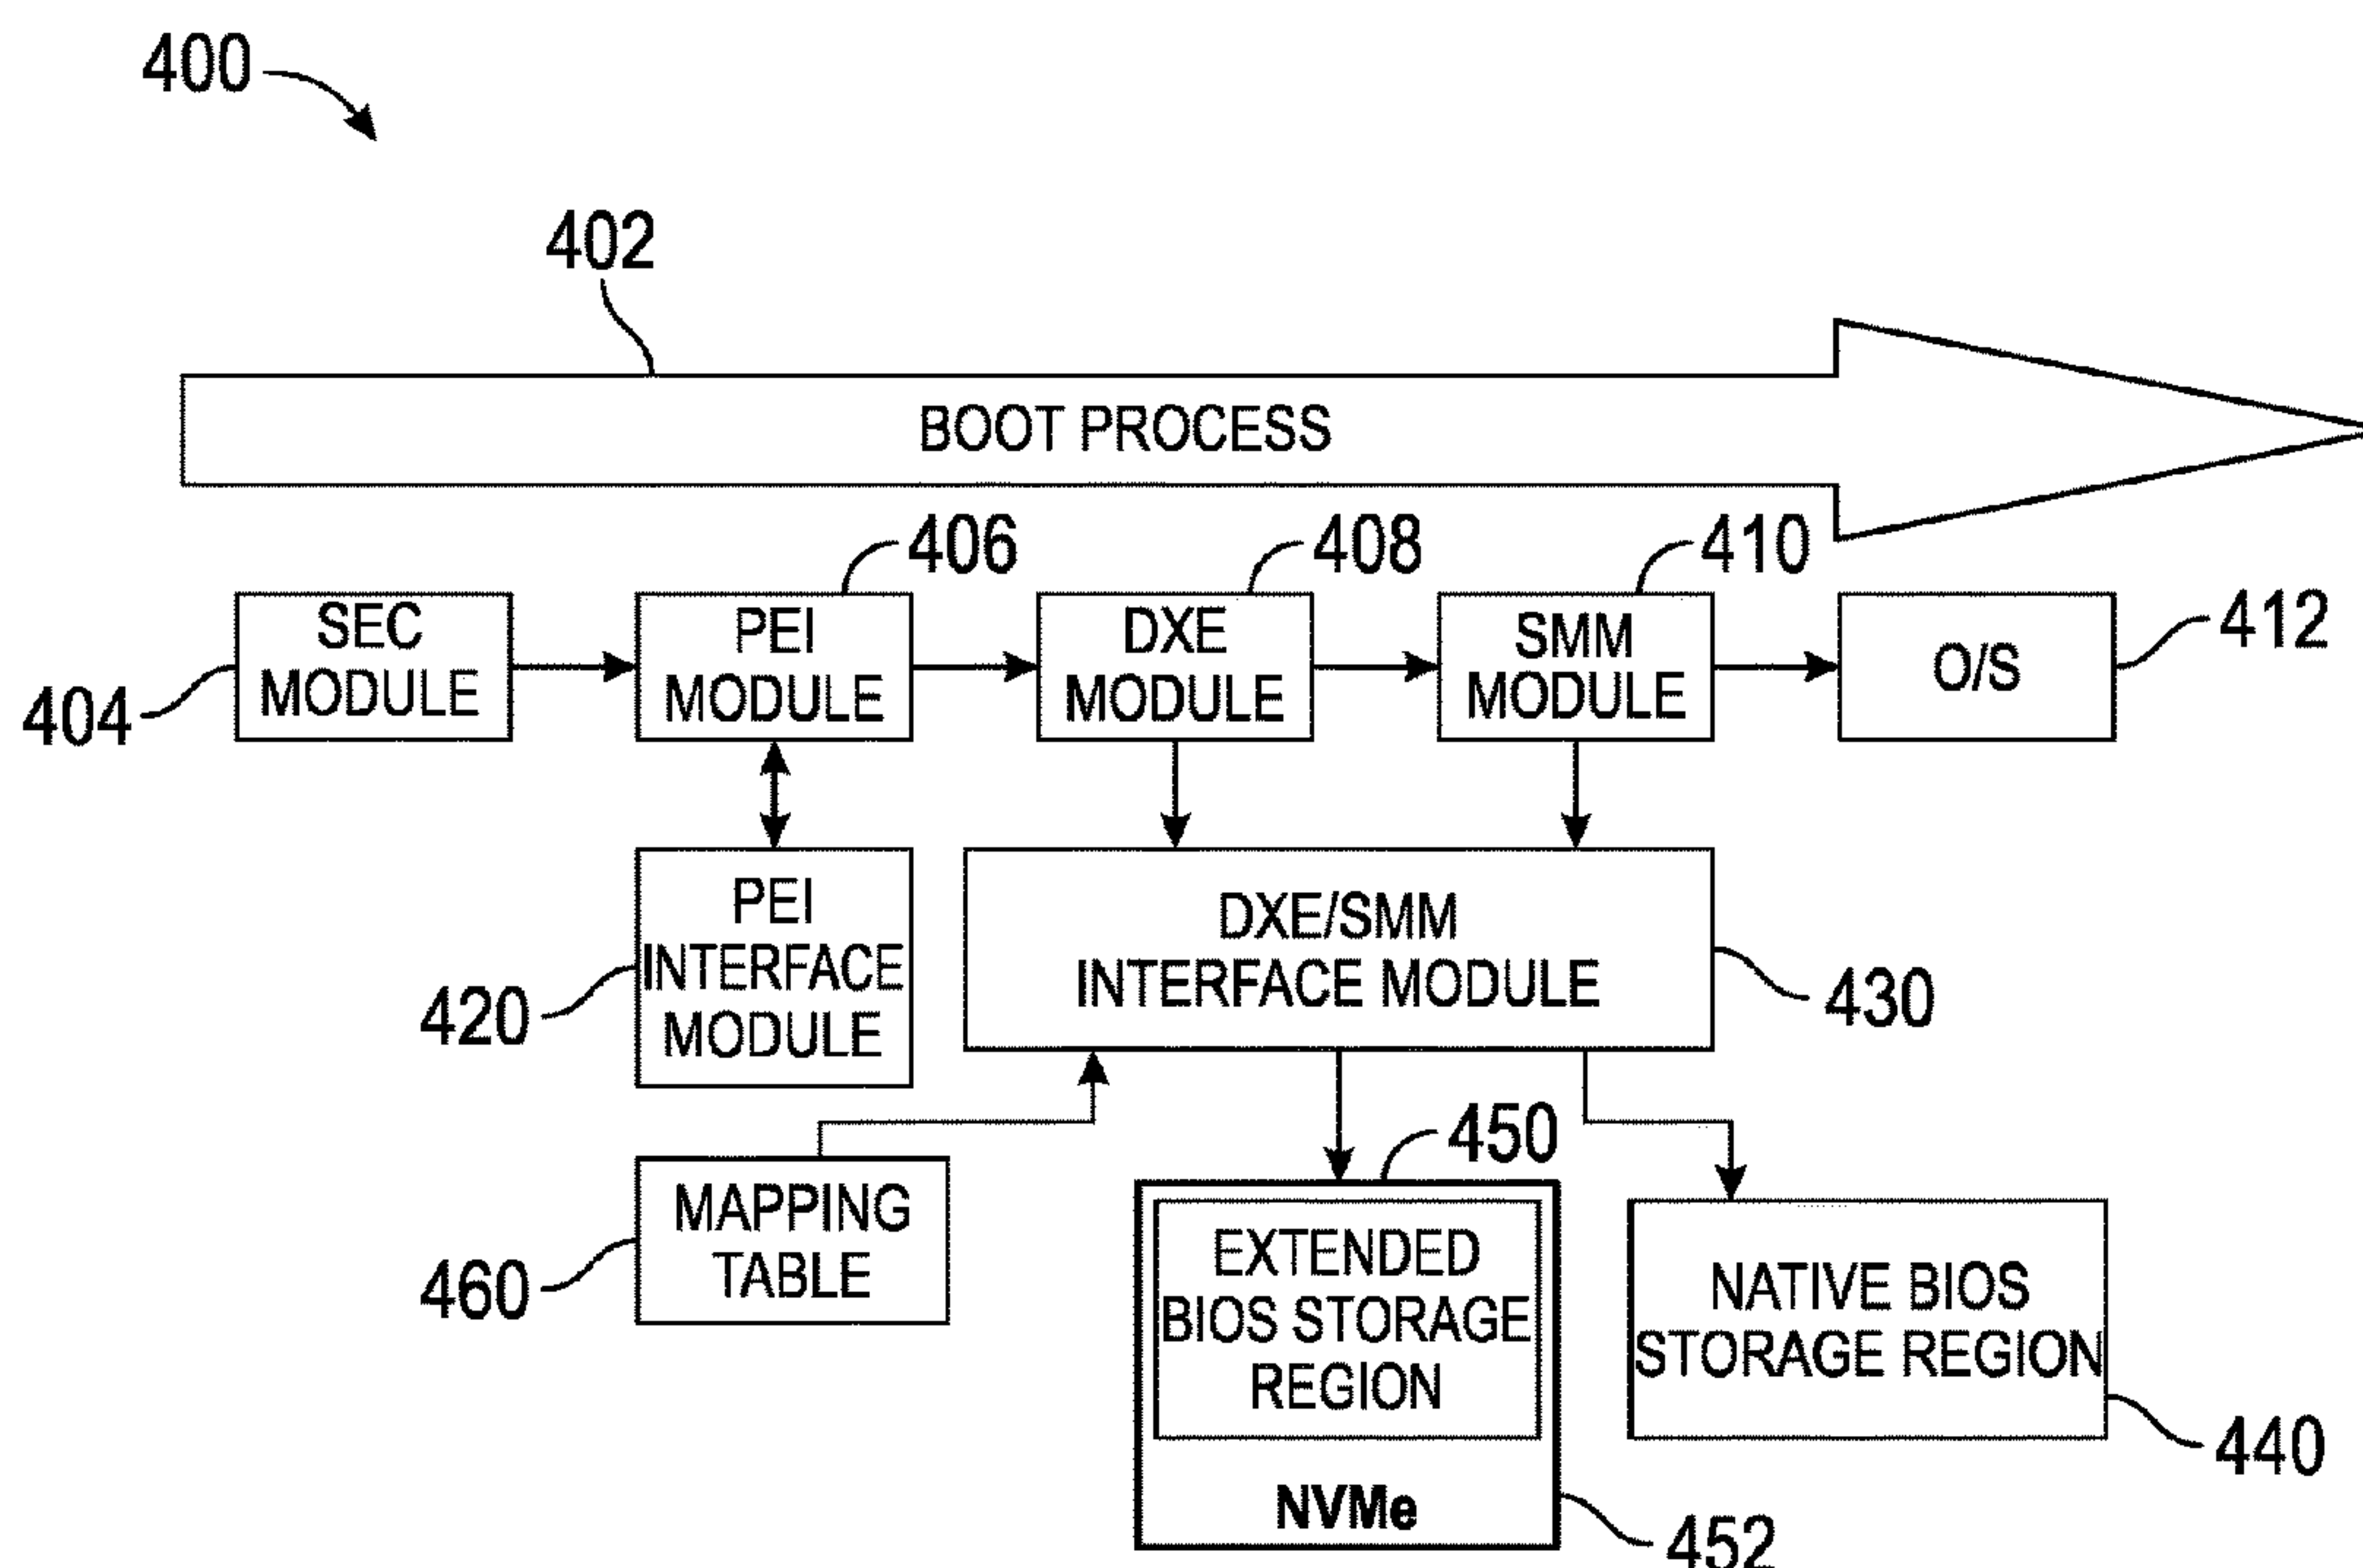 400
402
BOOT PROCESS
406
408
410
SEC
MODULE
PEI
MODULE
DXE
MODULE
SMM
MODULE
O/S
412
404
PEI
INTERFACE
MODULE
420
DXE/SMM
INTERFACE MODULE
430
450
MAPPING
TABLE
460
EXTENDED
BIOS STORAGE
REGION
NVMe
452
NATIVE BIOS
STORAGE REGION
440